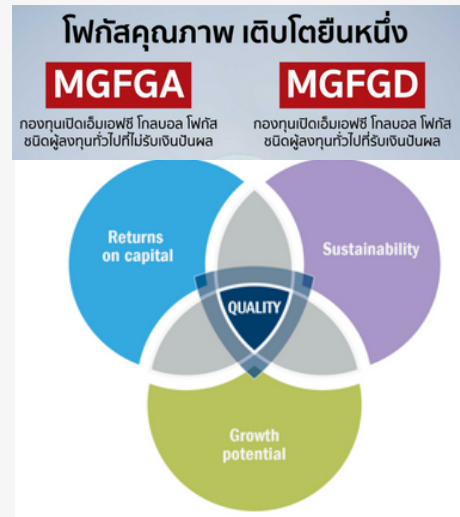 โฟกัสคุณภาพ เติบโตยืนหนึ่ง
MGFGA
MGFGD
กองทุนเปิดเอ็มเอฟซี โกลบอล โฟกัส
ชนิดผู้ลงทุนทั่วไปที่ไม่รับเงินปันผล
กองทุนเปิดเอ็มเอฟซี โกลบอล โฟกัส
ชนิดผู้ลงทุนทั่วไปที่รับเงินปันผล
Returns
on capital
Sustainability
QUALITY
Growth
potential